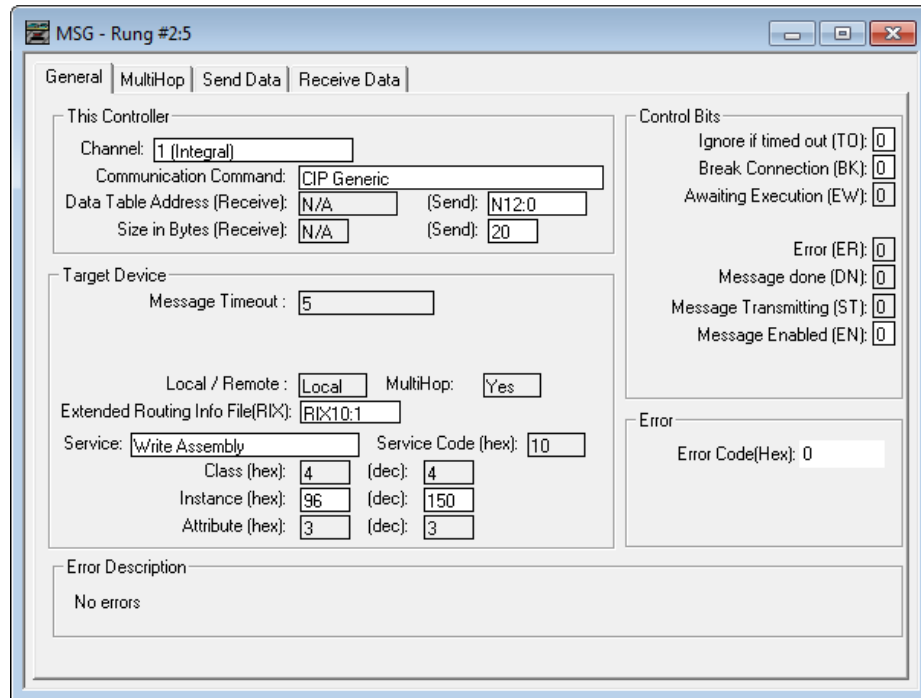 MSG - Rung #2:5
General MultiHop Send Data Receive Data
This Controller
Channel: 1 (Integral)
Communication Command: CIP Generic
Data Table Address (Receive): N/A (Send): N12:0
Size in Bytes (Receive): N/A (Send): 20
Target Device
Message Timeout : 5
Local / Remote : Local MultiHop: Yes
Extended Routing Info File(RIX): RIX10:1
Service: Write Assembly Service Code (hex): 10
Class (hex): 4 (dec): 4
Instance (hex): 96 (dec): 150
Attribute (hex): 3 (dec): 3
Control Bits
Ignore if timed out (TO): 0
Break Connection (BK): 0
Awaiting Execution (EW): 0
Error (ER): 0
Message done (DN): 0
Message Transmitting (ST): 0
Message Enabled (EN): 0
Error
Error Code(Hex): 0
Error Description
No errors